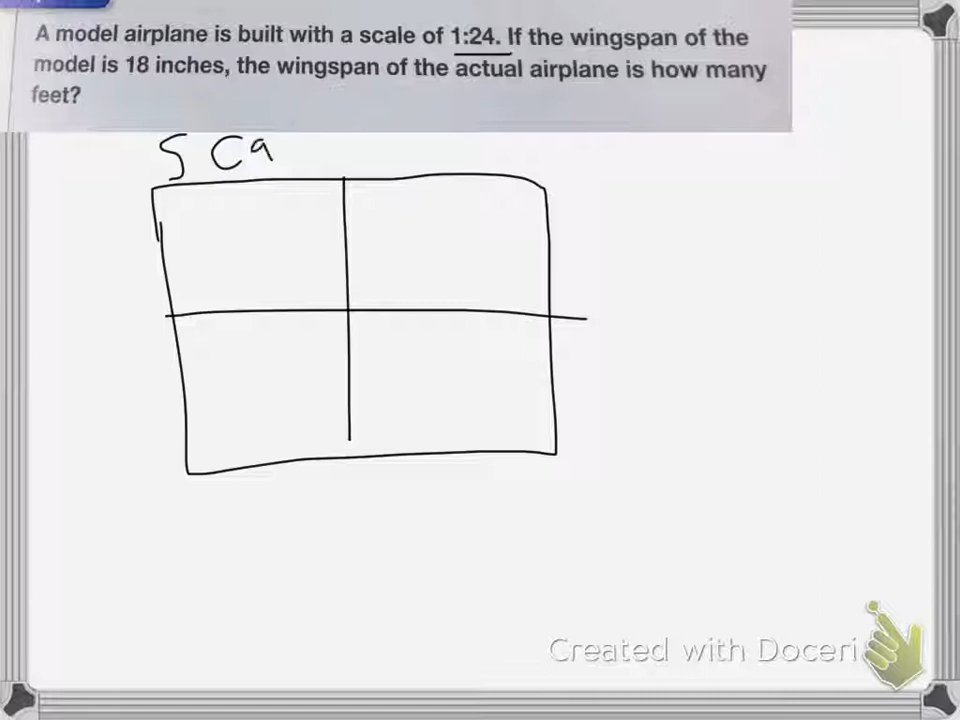 A model airplane is built with a scale of 1:24. If the wingspan of the
model is 18 inches, the wingspan of the actual airplane is how many
feet?
S Ca
Created with Doceri